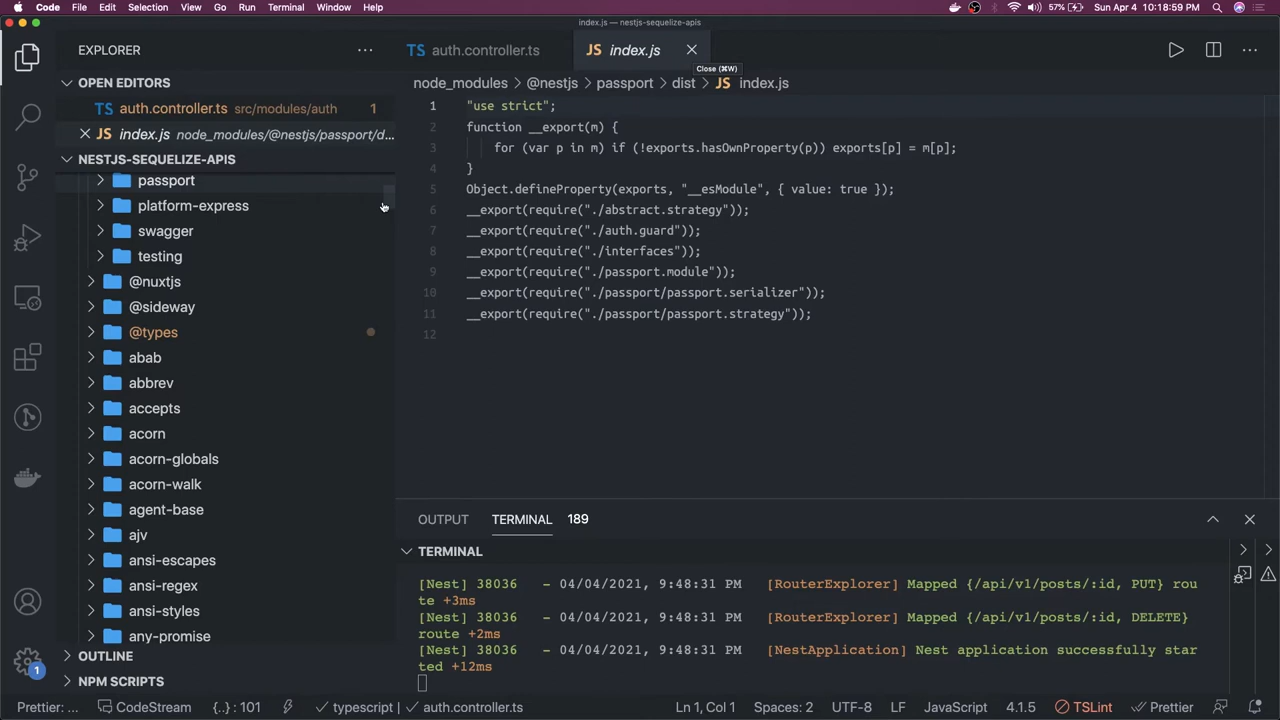 Code File Edit Selection View Go Run Terminal Window Help 57% Sun Apr 4 10:18:59 PM
index.js — nestjs-sequelize-apis
EXPLORER
TS auth.controller.ts
JS index.js
Close (⌘W)
OPEN EDITORS
TS auth.controller.ts src/modules/auth 1
JS index.js node_modules/@nestjs/passport/d...
NESTJS-SEQUELIZE-APIS
passport
platform-express
swagger
testing
@nuxtjs
@sideway
@types
abab
abbrev
accepts
acorn
acorn-globals
acorn-walk
agent-base
ajv
ansi-escapes
ansi-regex
ansi-styles
any-promise
OUTLINE
NPM SCRIPTS
1
node_modules > @nestjs > passport > dist > JS index.js
1 "use strict";
2 function __export(m) {
3 for (var p in m) if (!exports.hasOwnProperty(p)) exports[p] = m[p];
4 }
5 Object.defineProperty(exports, "__esModule", { value: true });
6 __export(require("./abstract.strategy"));
7 __export(require("./auth.guard"));
8 __export(require("./interfaces"));
9 __export(require("./passport.module"));
10 __export(require("./passport/passport.serializer"));
11 __export(require("./passport/passport.strategy"));
12
OUTPUT TERMINAL 189
TERMINAL
[Nest] 38036 - 04/04/2021, 9:48:31 PM [RouterExplorer] Mapped {/api/v1/posts/:id, PUT} rou
te +3ms
[Nest] 38036 - 04/04/2021, 9:48:31 PM [RouterExplorer] Mapped {/api/v1/posts/:id, DELETE}
route +2ms
[Nest] 38036 - 04/04/2021, 9:48:31 PM [NestApplication] Nest application successfully star
ted +12ms
Prettier: ... CodeStream {..} : 101 typescript | auth.controller.ts Ln 1, Col 1 Spaces: 2 UTF-8 LF JavaScript 4.1.5 TSLint Prettier